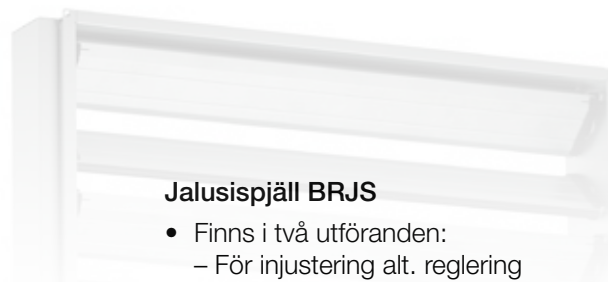 Jalusispjäll BRJS
• Finns i två utföranden:
– För injustering alt. reglering